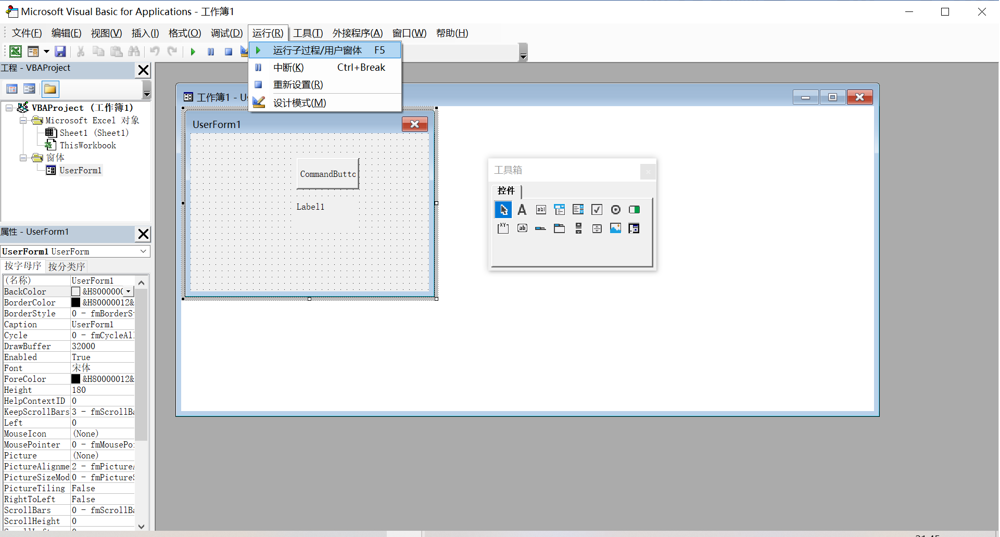 Microsoft Visual Basic for Applications - 工作簿1
文件(F) 编辑(E) 视图(V) 插入(I) 格式(O) 调试(D) 运行(R) 工具(T) 外接程序(A) 窗口(W) 帮助(H)
运行子过程/用户窗体 F5
中断(K) Ctrl+Break
重新设置(R)
设计模式(M)
工程 - VBAProject
VBAProject (工作簿1)
Microsoft Excel 对象
Sheet1 (Sheet1)
ThisWorkbook
窗体
UserForm1
工作簿1 - Us
UserForm1
CommandButto
Label1
工具箱
控件
属性 - UserForm1
UserForm1 UserForm
按字母序 按分类序
(名称) UserForm1
BackColor &H8000000
BorderColor &H80000012&
BorderStyle 0 - fmBorderSt
Caption UserForm1
Cycle 0 - fmCycleAll
DrawBuffer 32000
Enabled True
Font 宋体
ForeColor &H80000012&
Height 180
HelpContextID 0
KeepScrollBars 3 - fmScrollBa
Left 0
MouseIcon (None)
MousePointer 0 - fmMousePoi
Picture (None)
PictureAlignme 2 - fmPictureA
PictureSizeMod 0 - fmPictureS
PictureTiling False
RightToLeft False
ScrollBars 0 - fmScrollBa
ScrollHeight 0